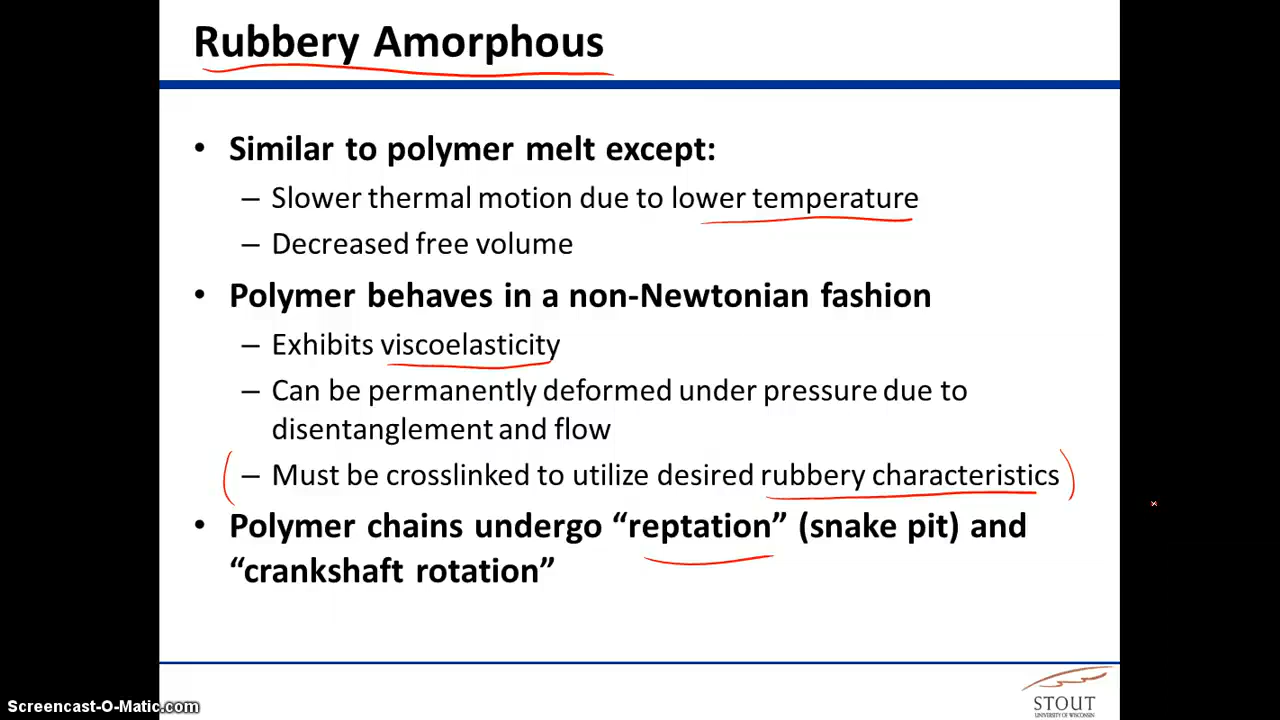 Rubbery Amorphous
• Similar to polymer melt except:
– Slower thermal motion due to lower temperature
– Decreased free volume
• Polymer behaves in a non-Newtonian fashion
– Exhibits viscoelasticity
– Can be permanently deformed under pressure due to
disentanglement and flow
– Must be crosslinked to utilize desired rubbery characteristics
• Polymer chains undergo “reptation” (snake pit) and
“crankshaft rotation”
STOUT
UNIVERSITY OF WISCONSIN
Screencast-O-Matic.com